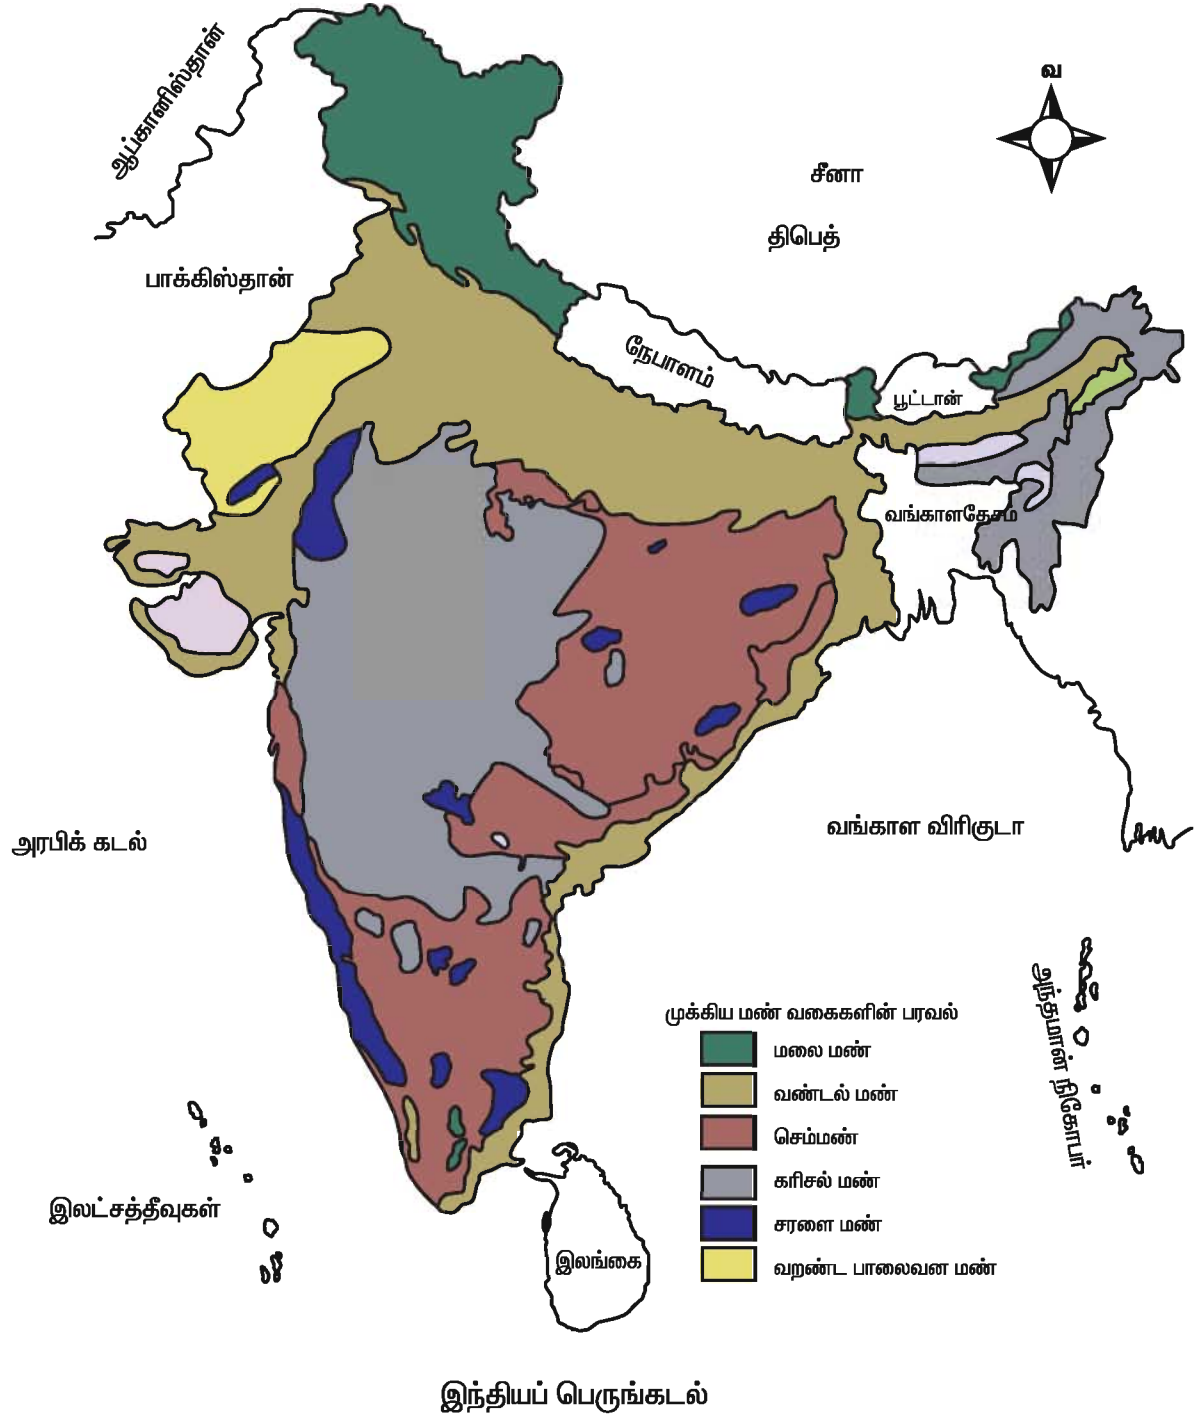 ஆப்கானிஸ்தான்
வ
சீனா
திபெத்
பாக்கிஸ்தான்
நேபாளம்
பூட்டான்
வங்காளதேசம்
அரபிக் கடல்
வங்காள விரிகுடா
அந்தமான் நிகோபர்
முக்கிய மண் வகைகளின் பரவல்
மலை மண்
வண்டல் மண்
செம்மண்
கரிசல் மண்
சரளை மண்
வறண்ட பாலைவன மண்
இலட்சத்தீவுகள்
இலங்கை
இந்தியப் பெருங்கடல்